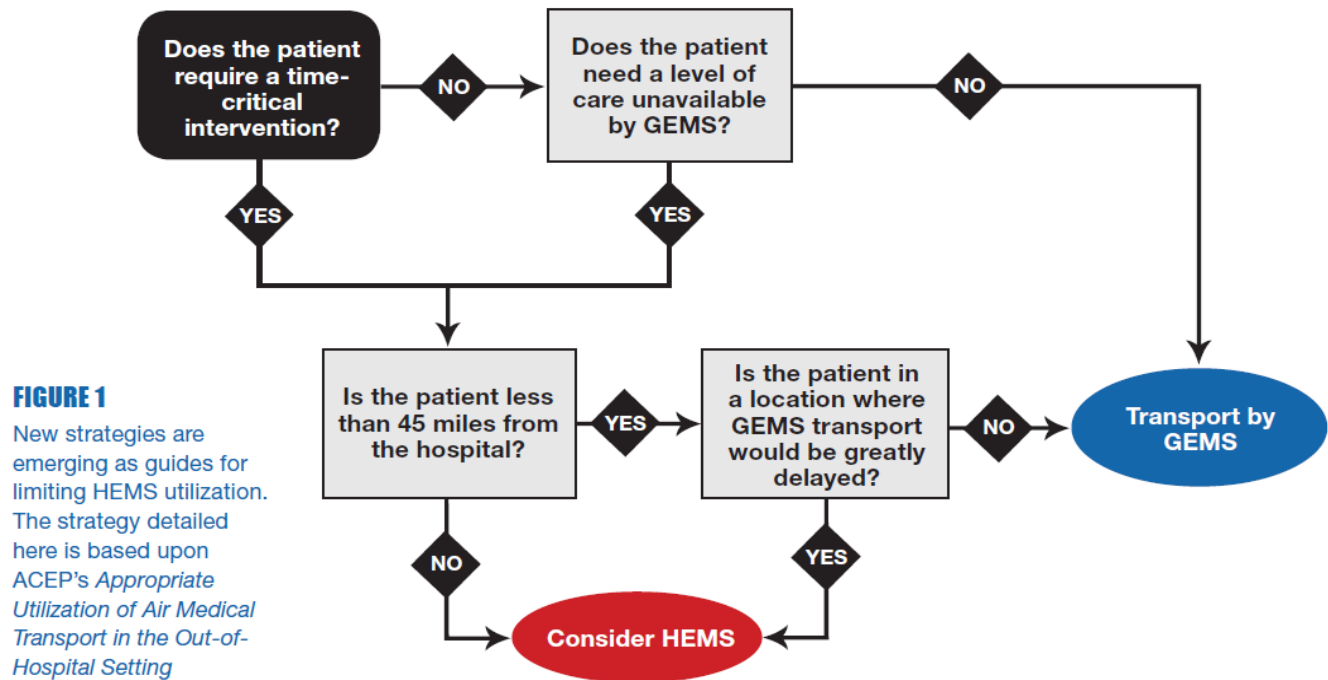 Does the patient
require a time-
critical
intervention?
NO
Does the patient
need a level of
care unavailable
by GEMS?
NO
YES
YES
Is the patient less
than 45 miles from
the hospital?
YES
Is the patient in
a location where
GEMS transport
would be greatly
delayed?
NO
Transport by
GEMS
NO
YES
Consider HEMS
FIGURE 1
New strategies are
emerging as guides for
limiting HEMS utilization.
The strategy detailed
here is based upon
ACEP's Appropriate
Utilization of Air Medical
Transport in the Out-of-
Hospital Setting